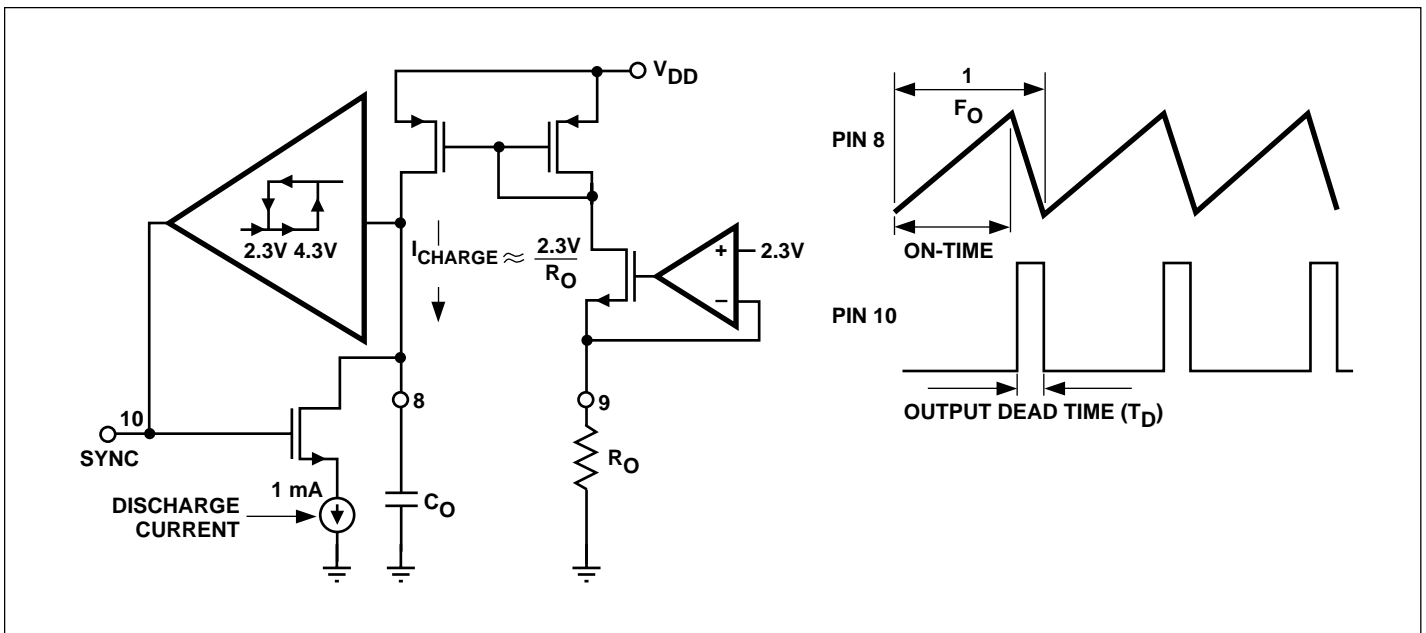 V_DD
2.3V 4.3V
I_CHARGE ≈ 2.3V / R_O
+
2.3V
–
10
SYNC
8
9
R_O
C_O
1 mA
DISCHARGE
CURRENT
1
F_O
PIN 8
ON-TIME
PIN 10
OUTPUT DEAD TIME (T_D)